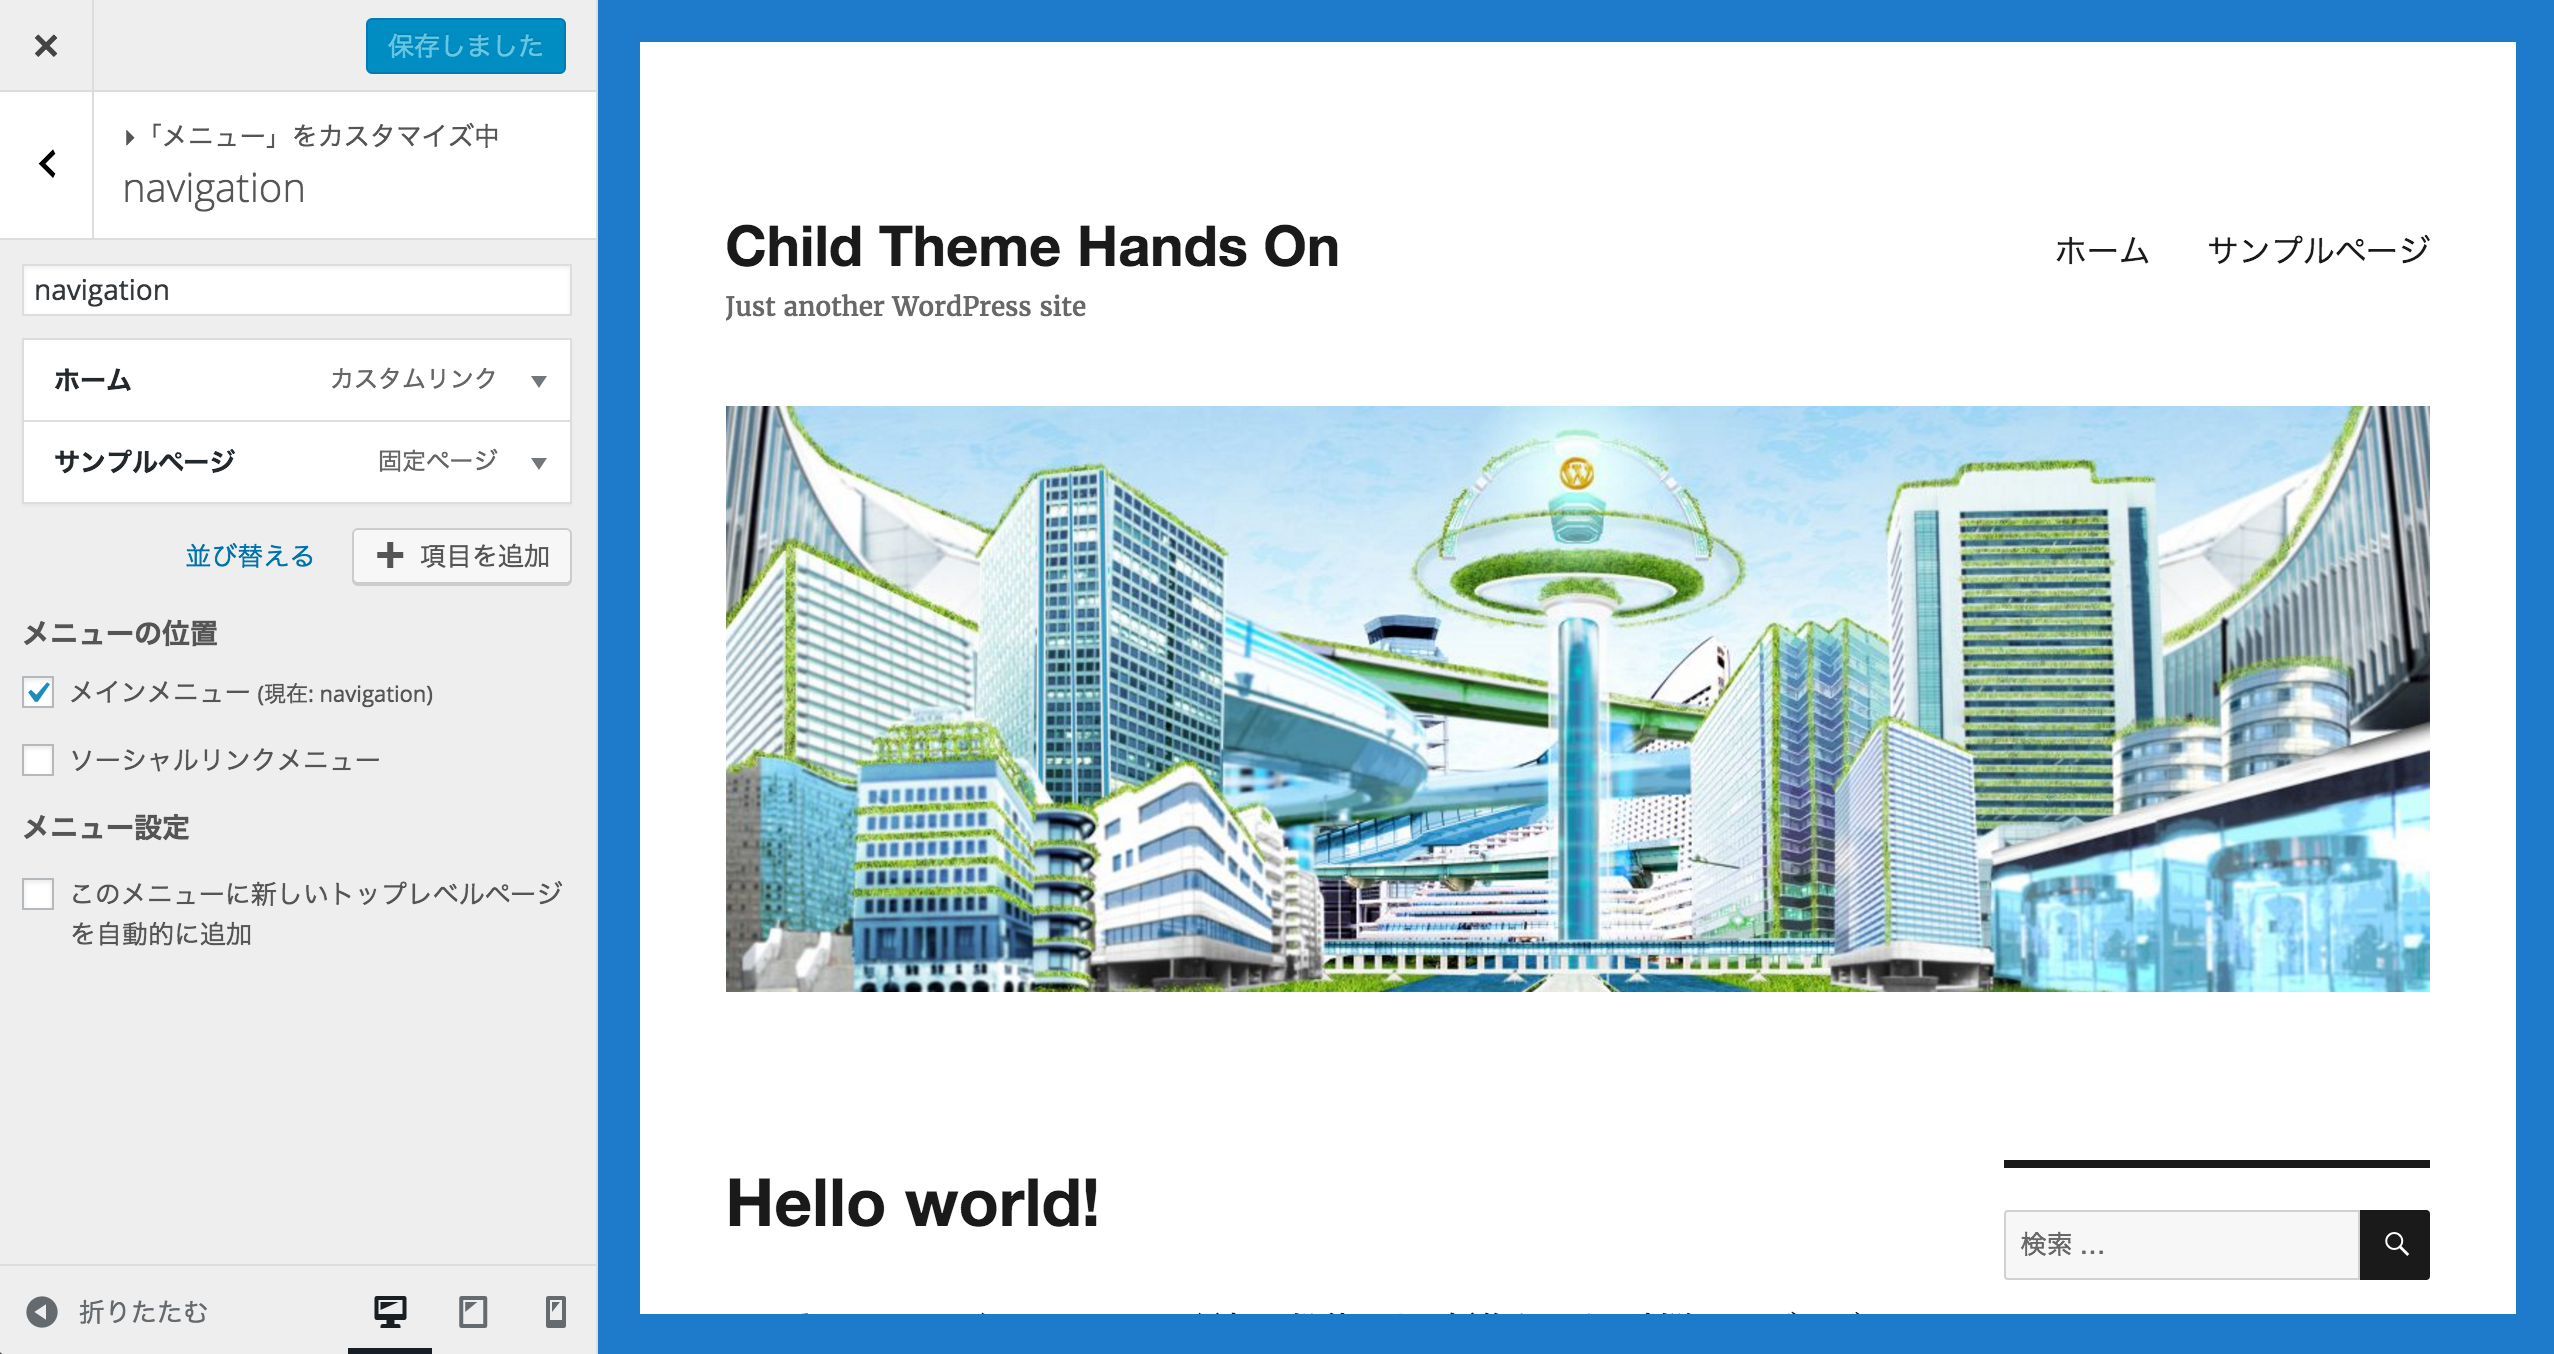 保存しました
「メニュー」をカスタマイズ中
navigation
navigation
ホーム カスタムリンク
サンプルページ 固定ページ
並び替える 項目を追加
メニューの位置
メインメニュー (現在: navigation)
ソーシャルリンクメニュー
メニュー設定
このメニューに新しいトップレベルページ
を自動的に追加
折りたたむ
Child Theme Hands On
Just another WordPress site
ホーム サンプルページ
Hello world!
検索 ...